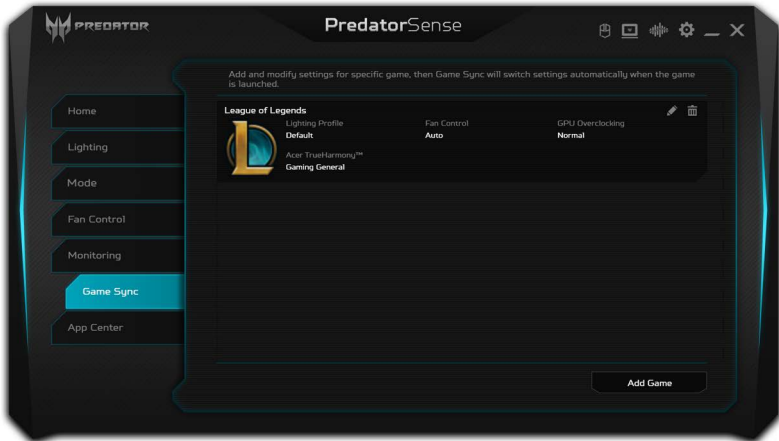 PREDATOR
PredatorSense
Add and modify settings for specific game, then Game Sync will switch settings automatically when the game
is launched.
Home
Lighting
Mode
Fan Control
Monitoring
Game Sync
App Center
League of Legends
Lighting Profile
Default
Fan Control
Auto
GPU Overclocking
Normal
Acer TrueHarmony™
Gaming General
Add Game